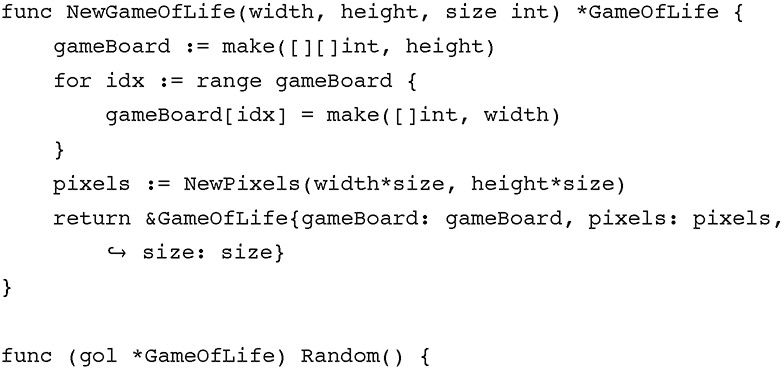 func NewGameOfLife(width, height, size int) *GameOfLife {
    gameBoard := make([][]int, height)
    for idx := range gameBoard {
        gameBoard[idx] = make([]int, width)
    }
    pixels := NewPixels(width*size, height*size)
    return &GameOfLife{gameBoard: gameBoard, pixels: pixels,
        ↪ size: size}
}

func (gol *GameOfLife) Random() {